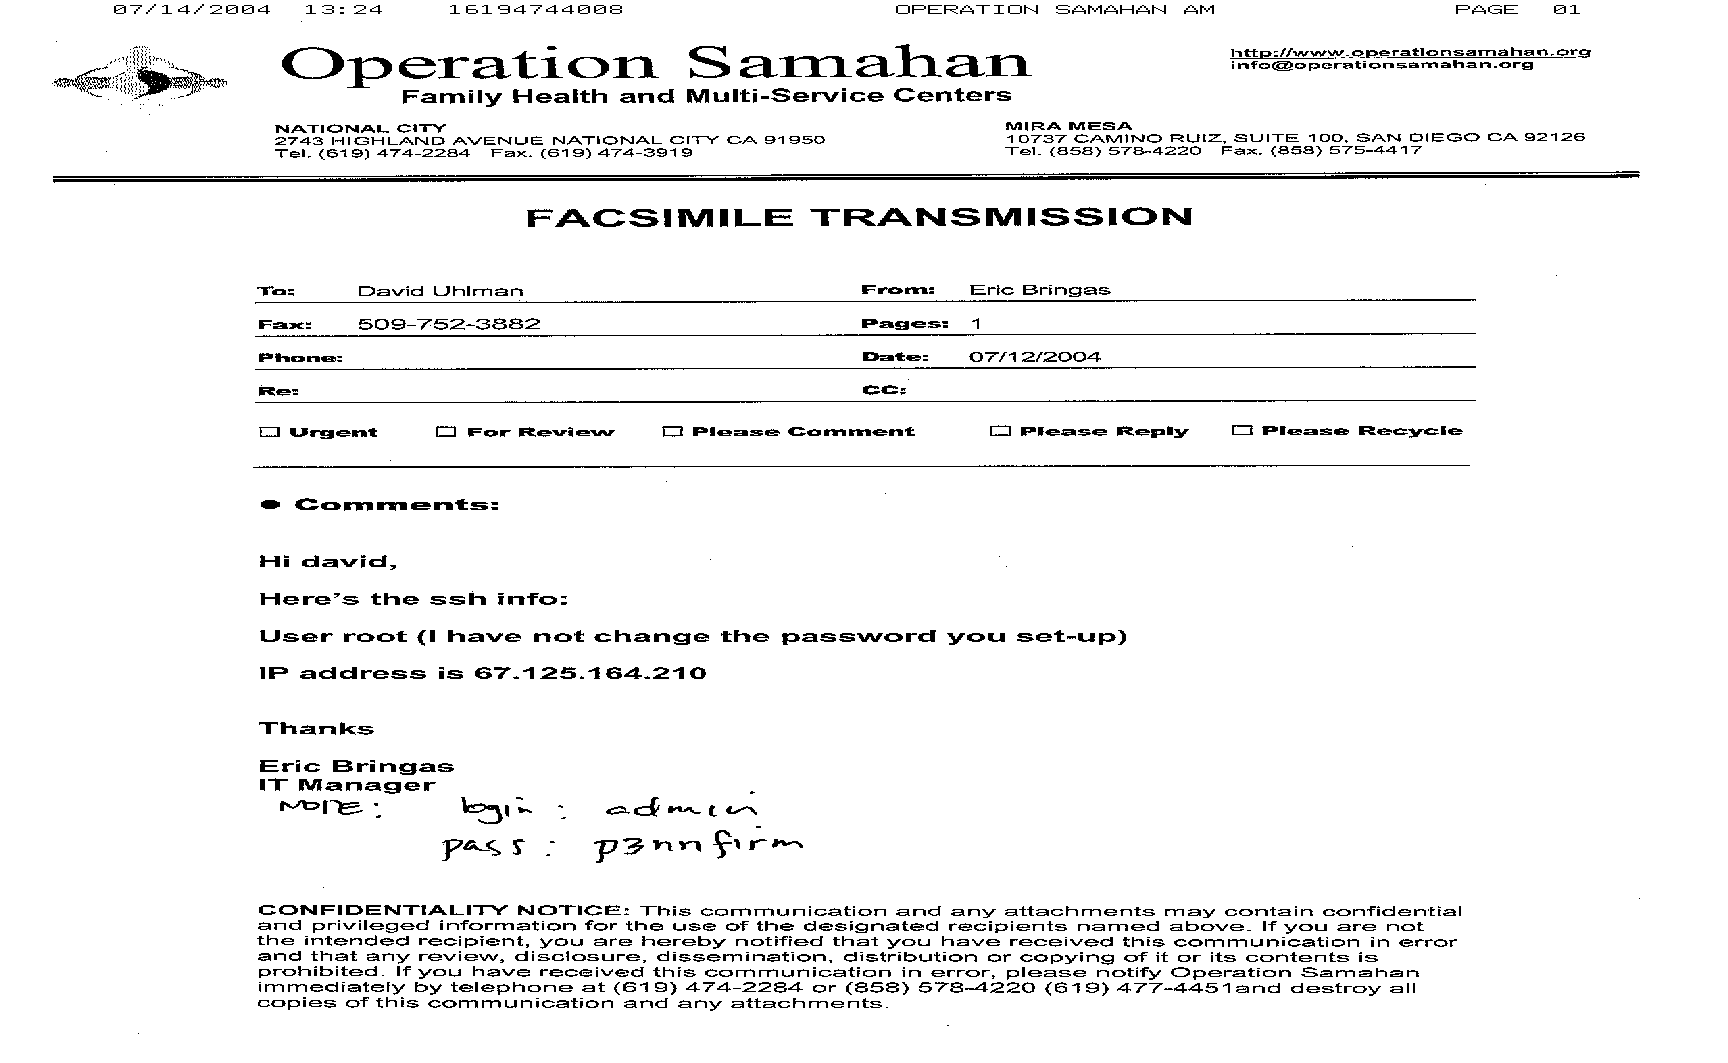 07/14/2004 13:24 16194744008 OPERATION SAMAHAN AM PAGE 01
Operation Samahan
Family Health and Multi-Service Centers
http://www.operationsamahan.org
info@operationsamahan.org
NATIONAL CITY
2743 HIGHLAND AVENUE NATIONAL CITY CA 91950
Tel. (619) 474-2284 Fax. (619) 474-3919
MIRA MESA
10737 CAMINO RUIZ, SUITE 100, SAN DIEGO CA 92126
Tel. (858) 578-4220 Fax. (858) 575-4417
FACSIMILE TRANSMISSION
To: David Uhlman From: Eric Bringas
Fax: 509-752-3882 Pages: 1
Phone: Date: 07/12/2004
Re: CC:
☐ Urgent ☐ For Review ☐ Please Comment ☐ Please Reply ☐ Please Recycle
● Comments:
Hi david,
Here's the ssh info:
User root (I have not change the password you set-up)
IP address is 67.125.164.210
Thanks
Eric Bringas
IT Manager
NOTE: login: admin
pass: p3nnfirm
CONFIDENTIALITY NOTICE: This communication and any attachments may contain confidential
and privileged information for the use of the designated recipients named above. If you are not
the intended recipient, you are hereby notified that you have received this communication in error
and that any review, disclosure, dissemination, distribution or copying of it or its contents is
prohibited. If you have received this communication in error, please notify Operation Samahan
immediately by telephone at (619) 474-2284 or (858) 578-4220 (619) 477-4451and destroy all
copies of this communication and any attachments.